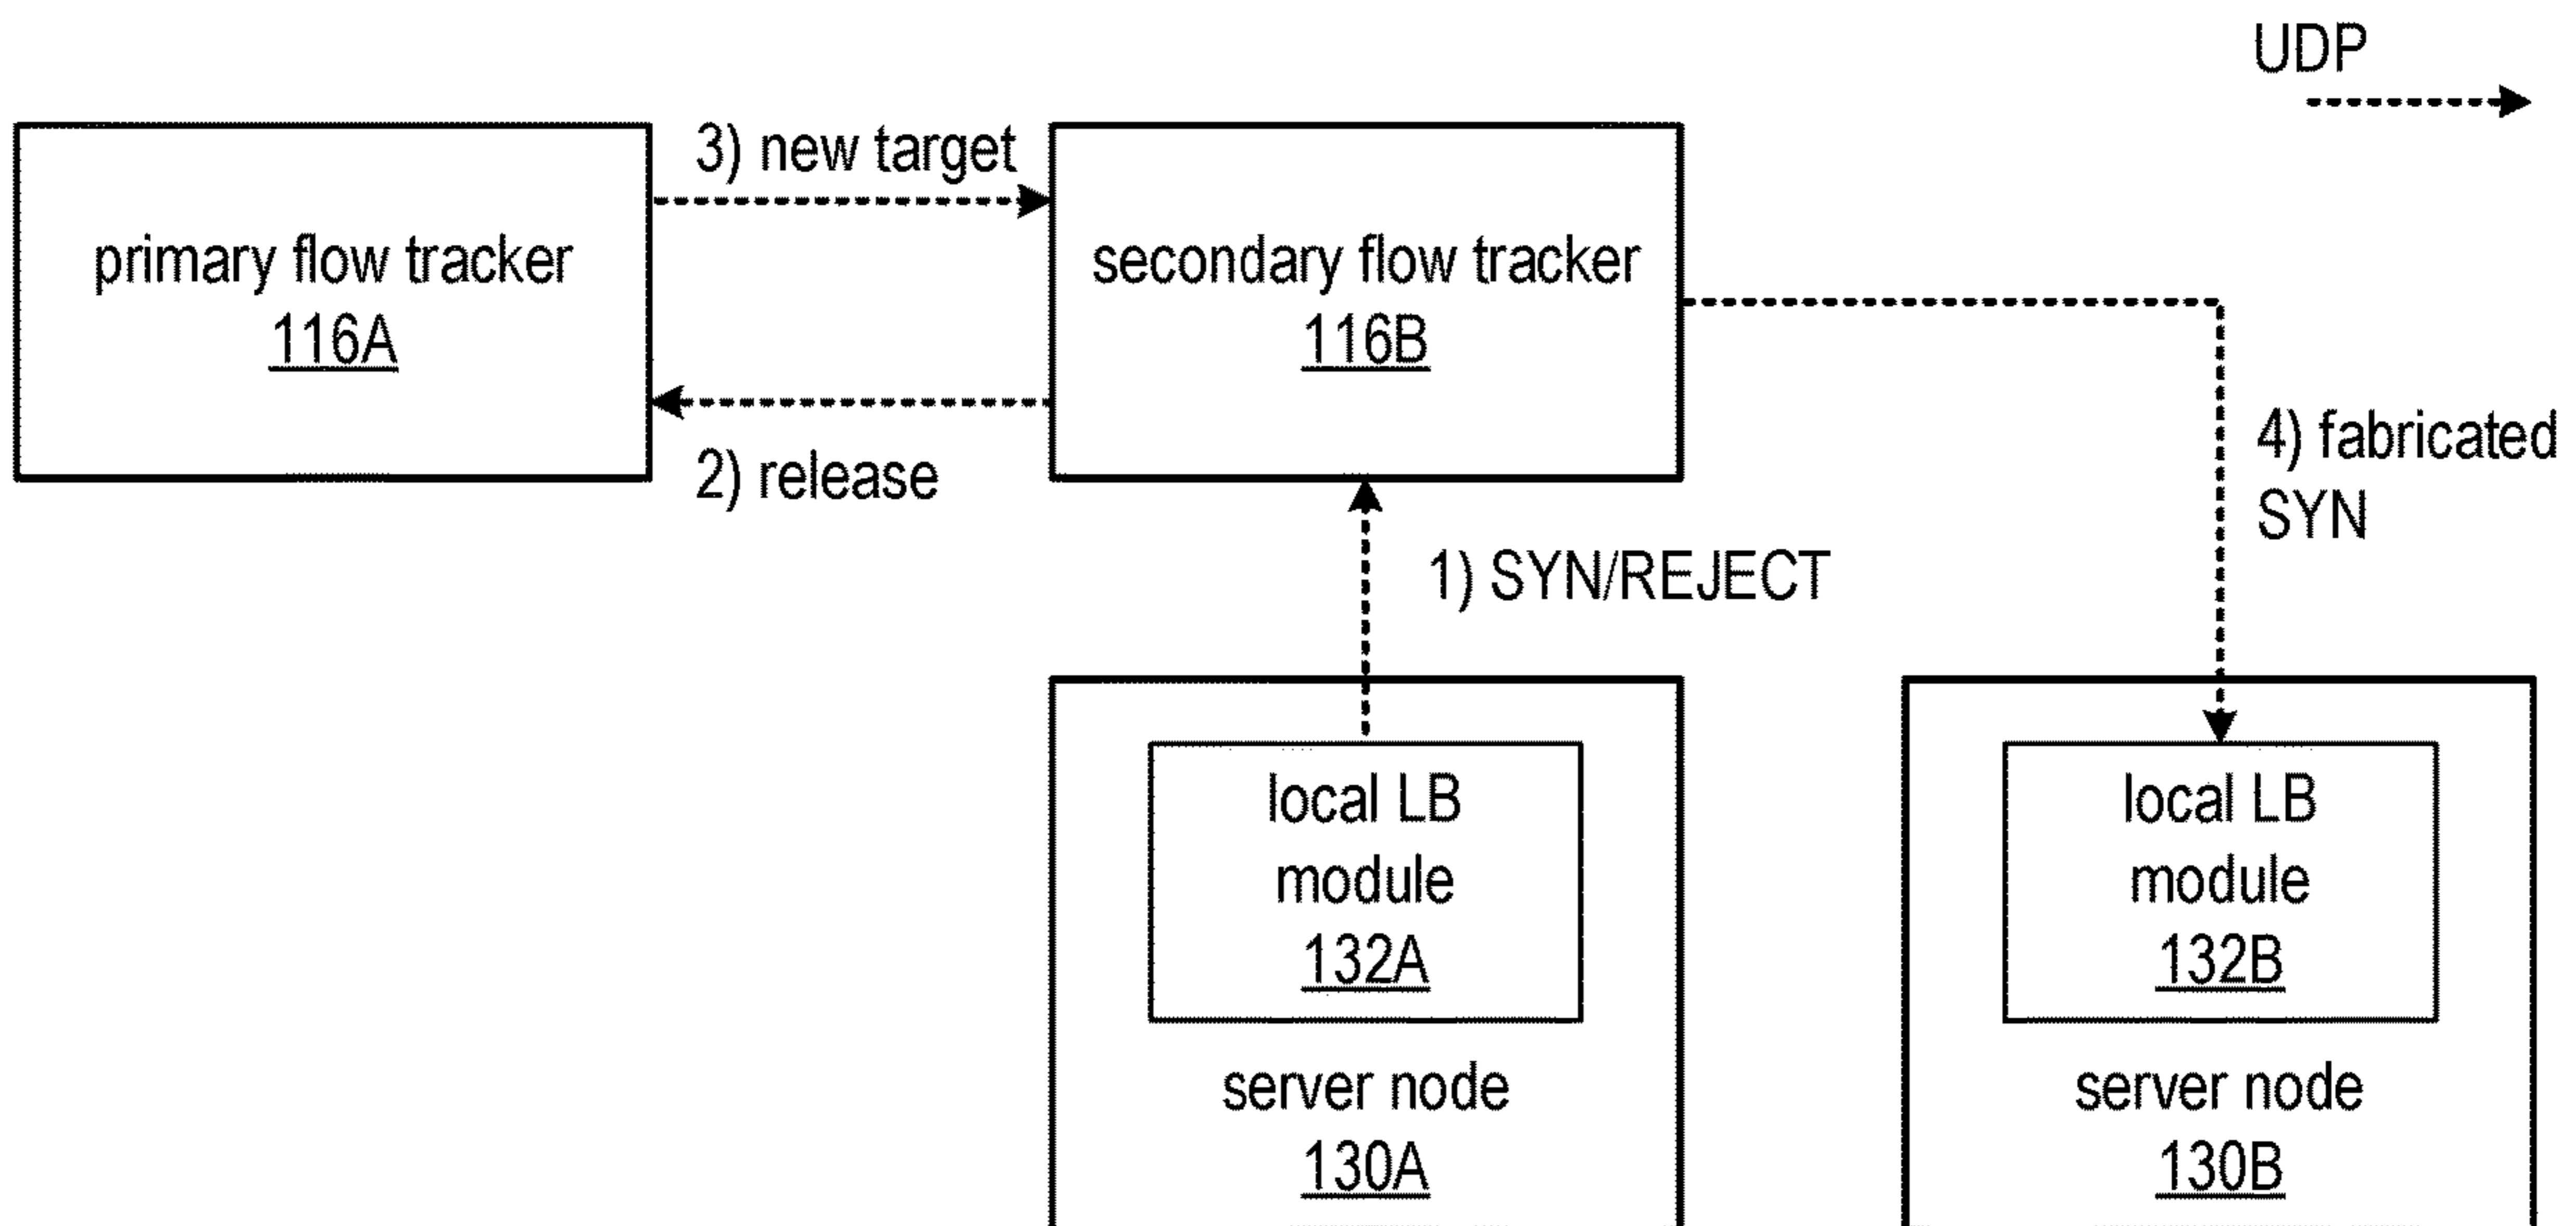 UDP
3) new target
primary flow tracker
116A
secondary flow tracker
116B
2) release
4) fabricated
SYN
1) SYN/REJECT
local LB
module
132A
server node
130A
local LB
module
132B
server node
130B